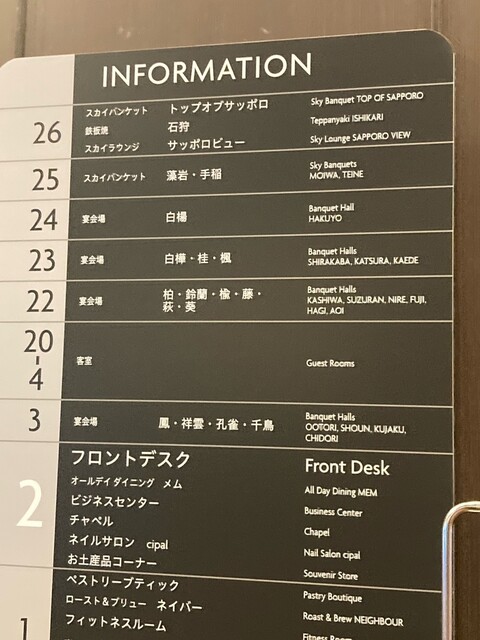 INFORMATION
26
スカイバンケット トップオブサッポロ Sky Banquet TOP OF SAPPORO
鉄板焼 石狩 Teppanyaki ISHIKARI
スカイラウンジ サッポロビュー Sky Lounge SAPPORO VIEW
25 スカイバンケット 藻岩・手稲 Sky Banquets
MOIWA, TEINE
24 宴会場 白楊 Banquet Hall
HAKUYO
23 宴会場 白樺・桂・楓 Banquet Halls
SHIRAKABA, KATSURA, KAEDE
22 宴会場 柏・鈴蘭・楡・藤・ Banquet Halls
萩・葵 KASHIWA, SUZURAN, NIRE, FUJI,
HAGI, AOI
20
-
4
客室 Guest Rooms
3 宴会場 鳳・祥雲・孔雀・千鳥 Banquet Halls
OOTORI, SHOUN, KUJAKU,
CHIDORI
2
フロントデスク Front Desk
オールデイ ダイニング メム All Day Dining MEM
ビジネスセンター Business Center
チャペル Chapel
ネイルサロン cipal Nail Salon cipal
お土産品コーナー Souvenir Store
1
ペストリーブティック Pastry Boutique
ロースト&ブリュー ネイバー Roast & Brew NEIGHBOUR
フィットネスルーム Fitness Room